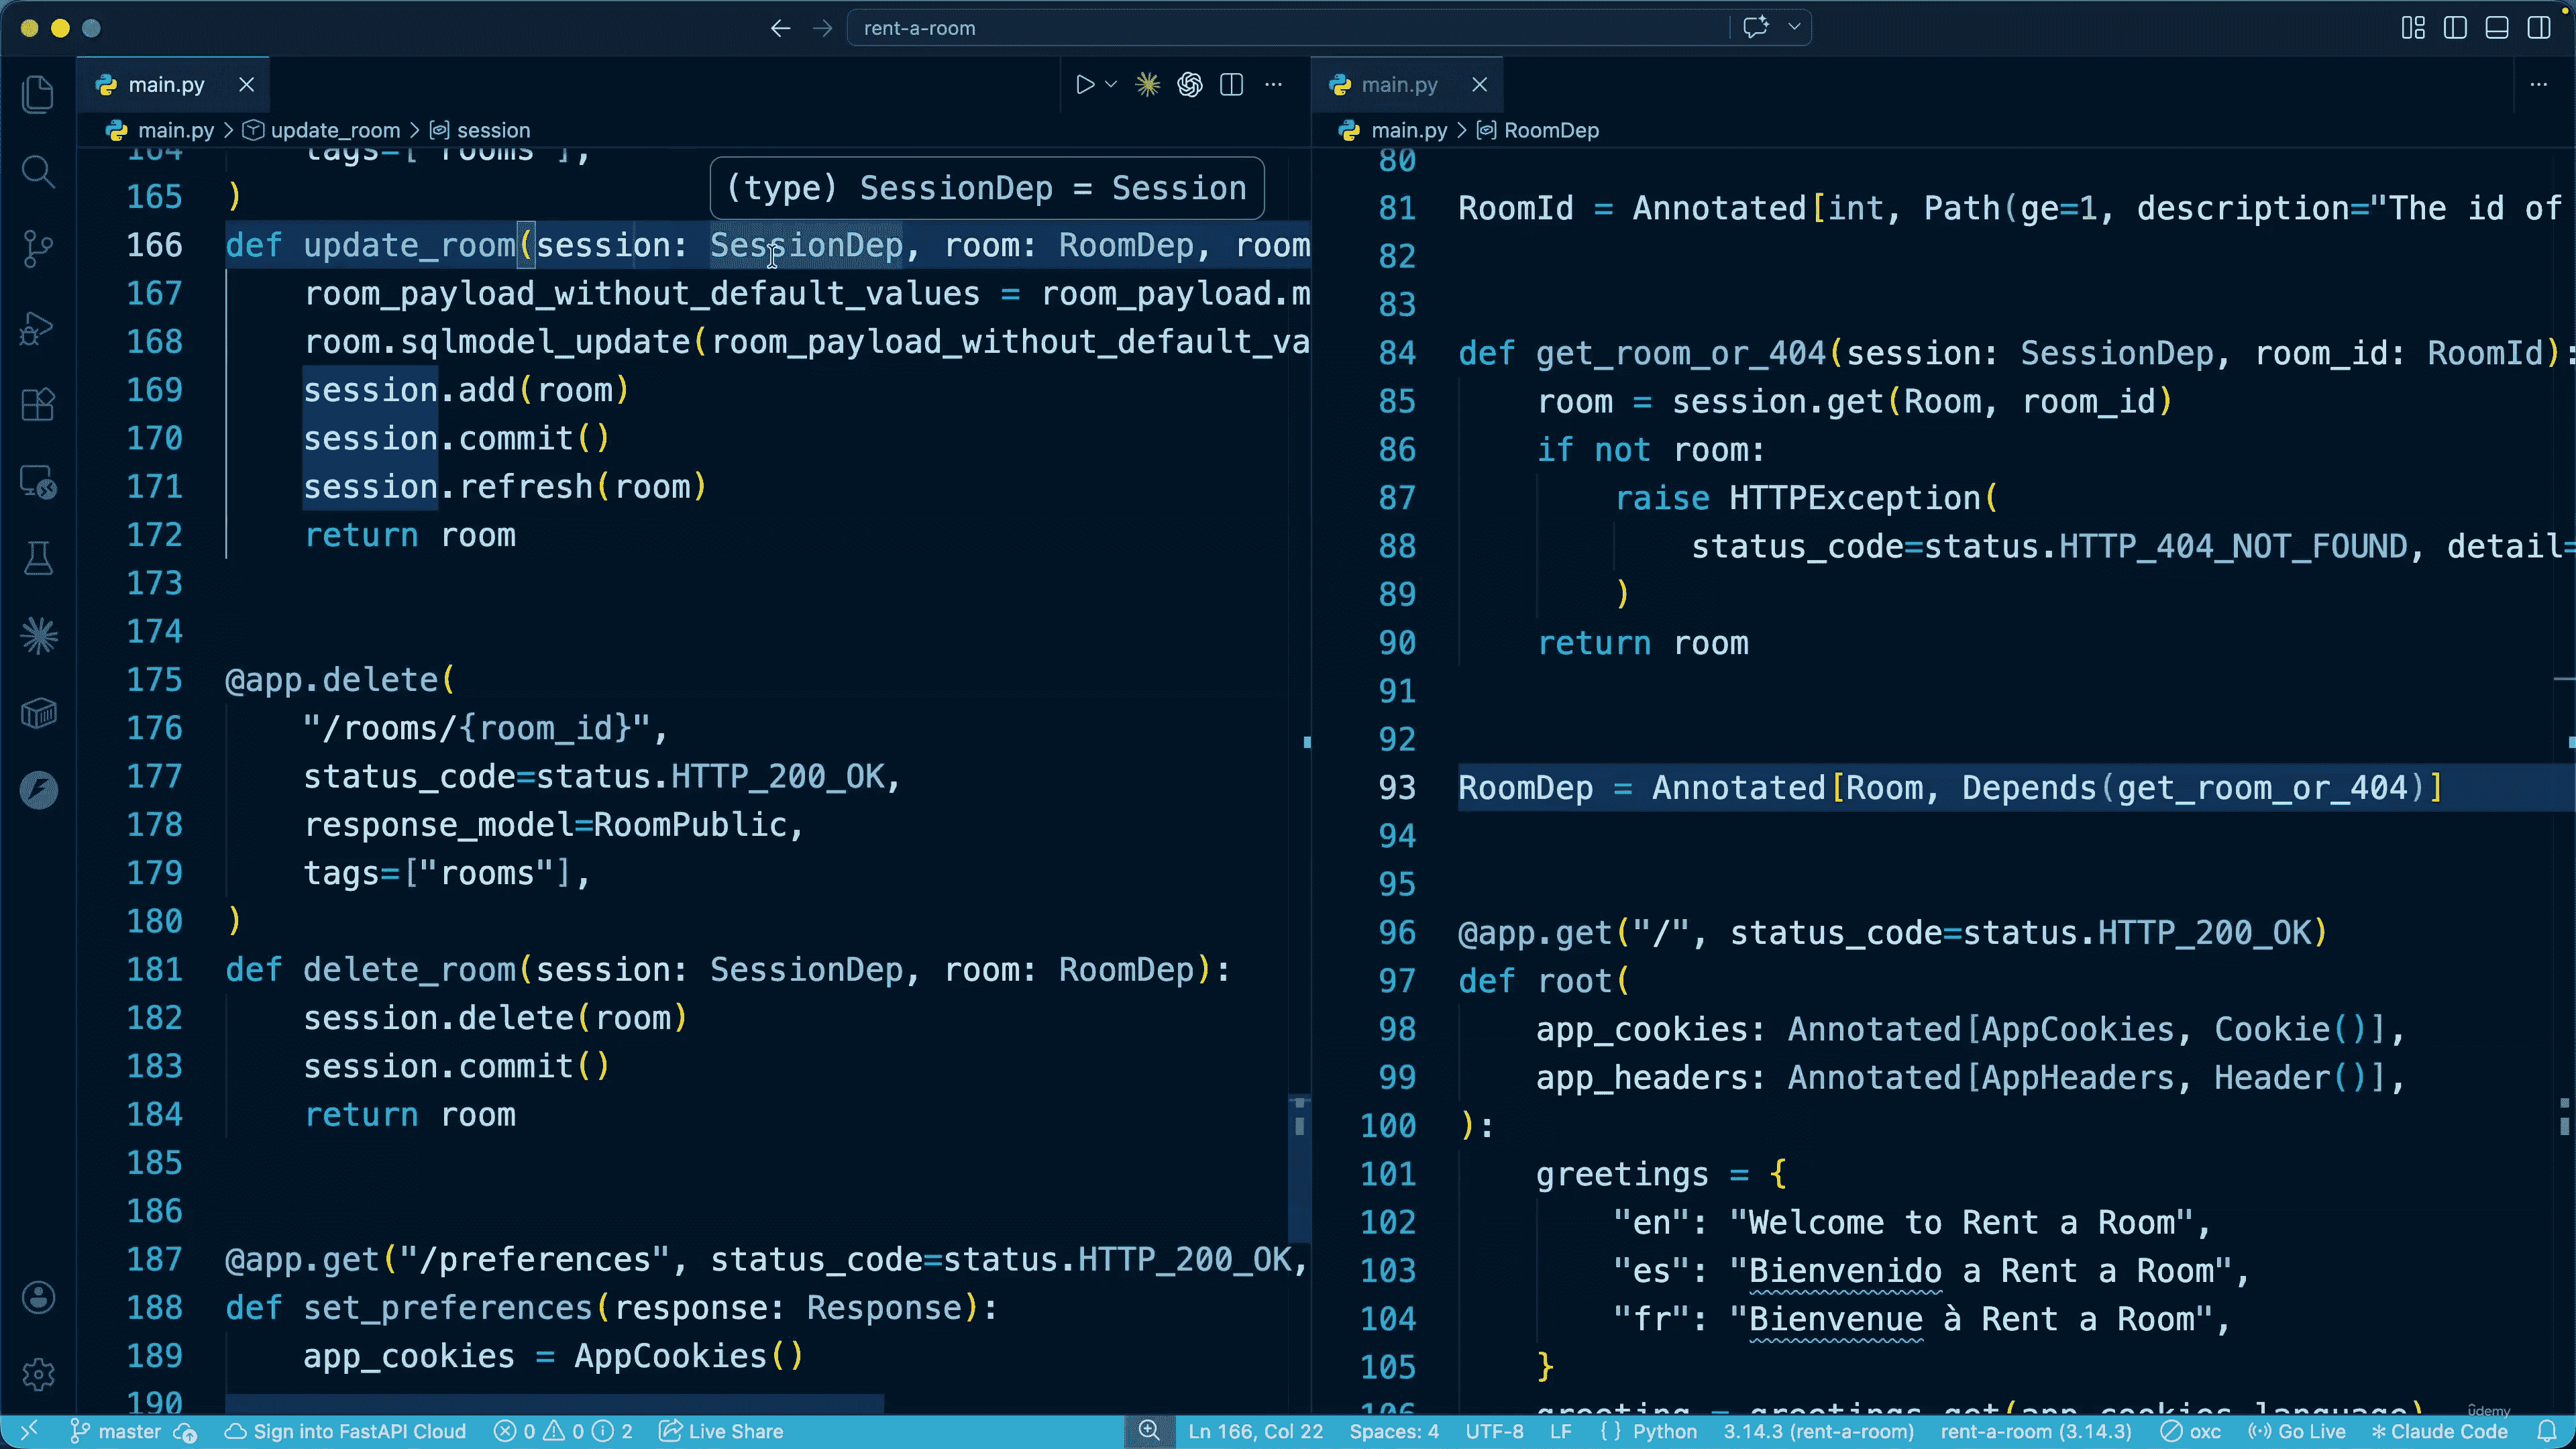 rent-a-room
main.py
main.py > update_room > session
164     tags=["rooms"],
165 )
(type) SessionDep = Session
166 def update_room(session: SessionDep, room: RoomDep, room
167     room_payload_without_default_values = room_payload.m
168     room.sqlmodel_update(room_payload_without_default_va
169     session.add(room)
170     session.commit()
171     session.refresh(room)
172     return room
173
174
175 @app.delete(
176     "/rooms/{room_id}",
177     status_code=status.HTTP_200_OK,
178     response_model=RoomPublic,
179     tags=["rooms"],
180 )
181 def delete_room(session: SessionDep, room: RoomDep):
182     session.delete(room)
183     session.commit()
184     return room
185
186
187 @app.get("/preferences", status_code=status.HTTP_200_OK,
188 def set_preferences(response: Response):
189     app_cookies = AppCookies()
190
main.py
main.py > RoomDep
80
81 RoomId = Annotated[int, Path(ge=1, description="The id of
82
83
84 def get_room_or_404(session: SessionDep, room_id: RoomId):
85     room = session.get(Room, room_id)
86     if not room:
87         raise HTTPException(
88             status_code=status.HTTP_404_NOT_FOUND, detail=
89         )
90     return room
91
92
93 RoomDep = Annotated[Room, Depends(get_room_or_404)]
94
95
96 @app.get("/", status_code=status.HTTP_200_OK)
97 def root(
98     app_cookies: Annotated[AppCookies, Cookie()],
99     app_headers: Annotated[AppHeaders, Header()],
100 ):
101     greetings = {
102         "en": "Welcome to Rent a Room",
103         "es": "Bienvenido a Rent a Room",
104         "fr": "Bienvenue à Rent a Room",
105     }
106     greeting = greetings.get(app_cookies.language)
udemy
master Sign into FastAPI Cloud 0 0 2 Live Share Ln 166, Col 22 Spaces: 4 UTF-8 LF {} Python 3.14.3 (rent-a-room) rent-a-room (3.14.3) oxc Go Live Claude Code